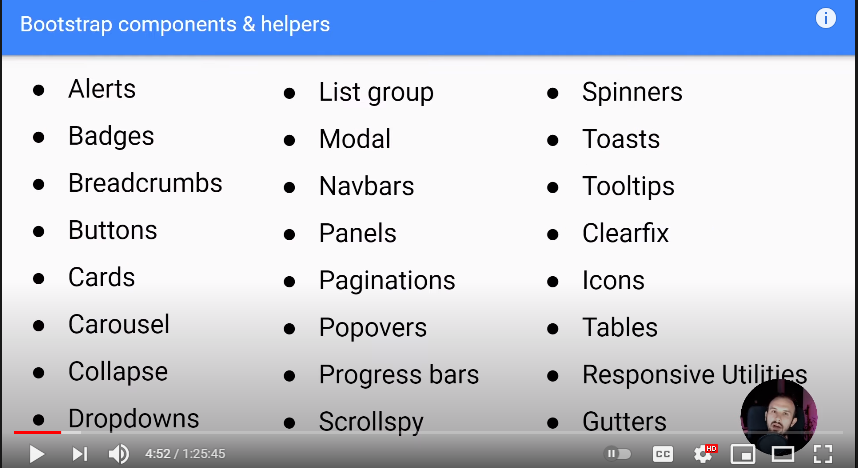 Bootstrap components & helpers
Alerts
Badges
Breadcrumbs
Buttons
Cards
Carousel
Collapse
Dropdowns
List group
Modal
Navbars
Panels
Paginations
Popovers
Progress bars
Scrollspy
Spinners
Toasts
Tooltips
Clearfix
Icons
Tables
Responsive Utilities
Gutters
4:52 / 1:25:45
CC
HD